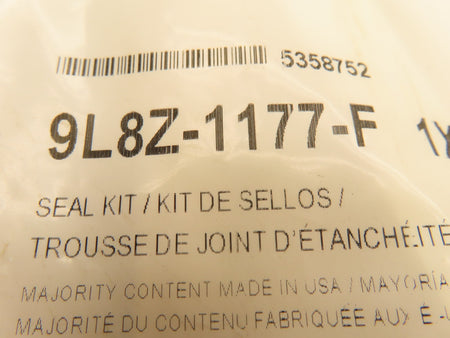 5358752
9L8Z-1177-F 1Y
SEAL KIT / KIT DE SELLOS /
TROUSSE DE JOINT D'ÉTANCHÉITÉ
MAJORITY CONTENT MADE IN USA / MAYORÍA
MAJORITÉ DU CONTENU FABRIQUÉE AUX É.-U